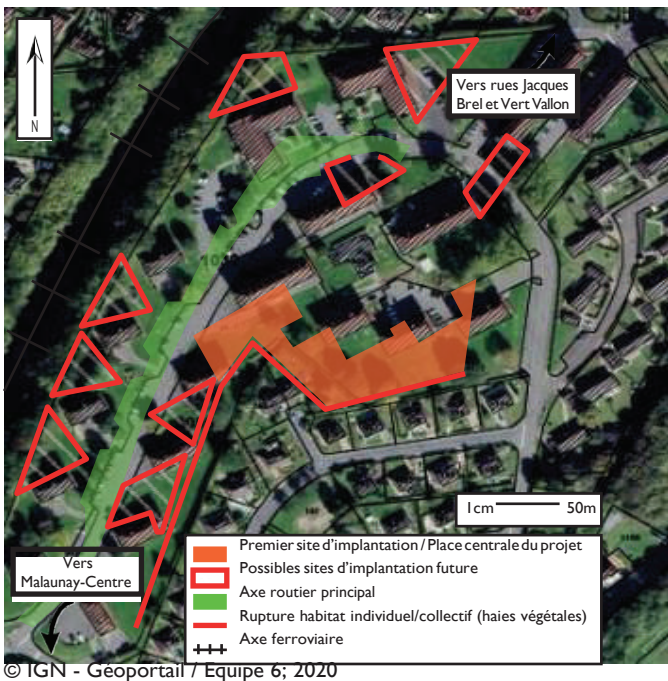 N
Vers rues Jacques
Brel et Vert Vallon
1cm 50m
Vers
Malaunay-Centre
Premier site d'implantation / Place centrale du projet
Possibles sites d'implantation future
Axe routier principal
Rupture habitat individuel/collectif (haies végétales)
Axe ferroviaire
© IGN - Géoportail / Equipe 6; 2020